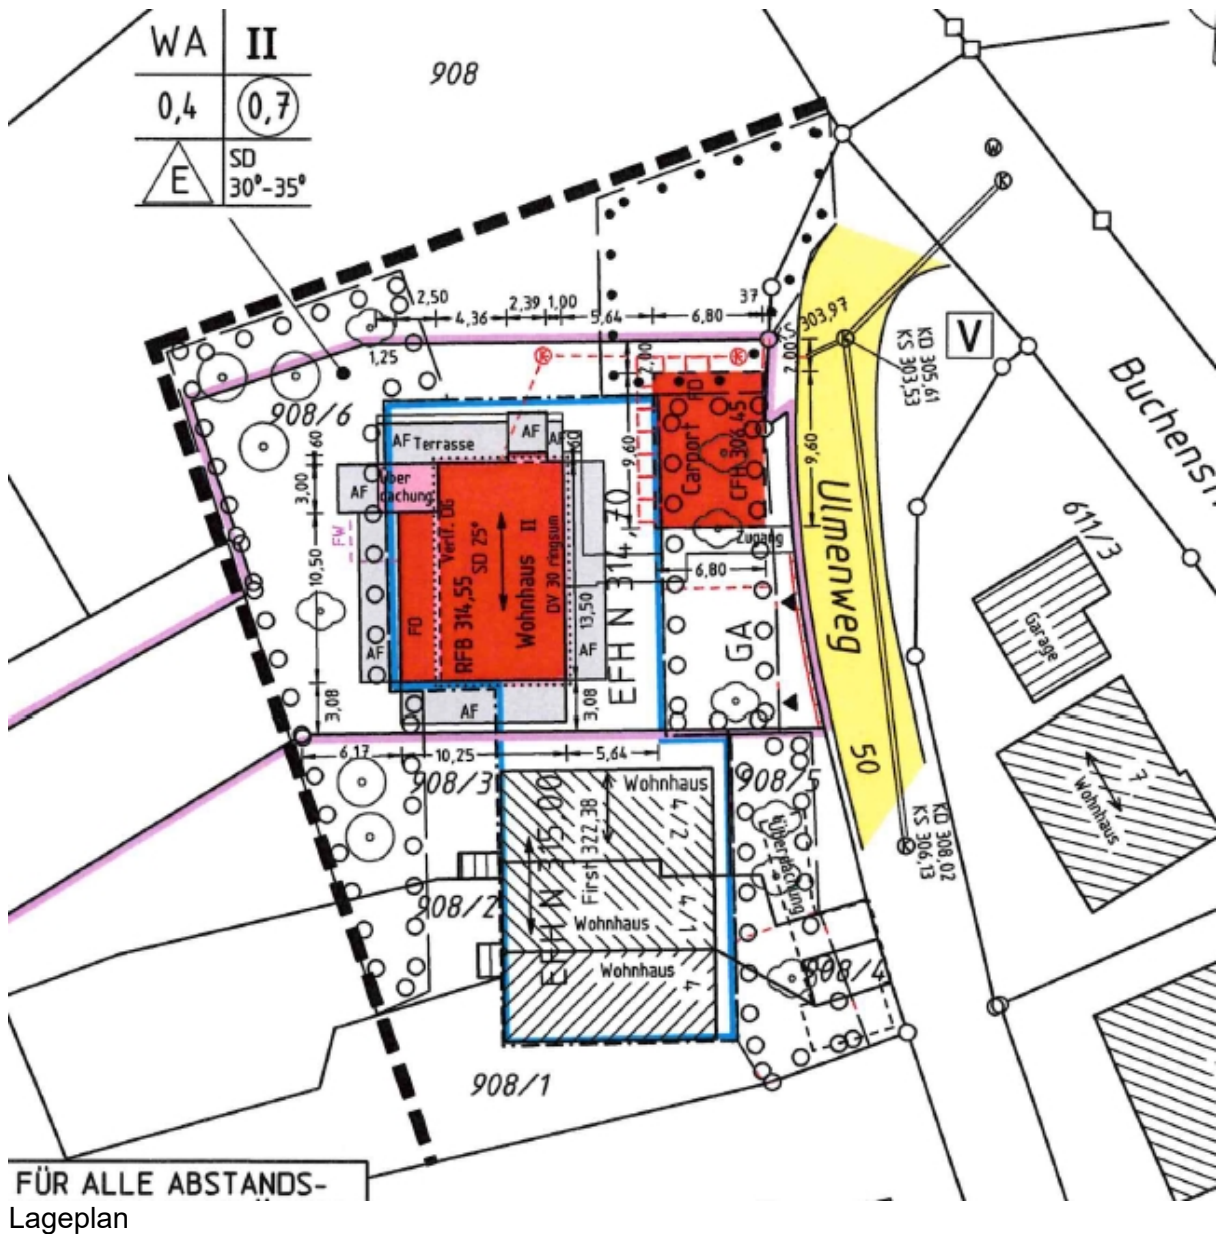 WA II
0,4 0,7
E SD
30°-35°
908
2,50
4,36
2,39
1,00
5,64
6,80
37
1,25
303,97
2,00
2,00
K
K
K
K
W
V
KD 305,61
KS 303,53
Buchenst
908/6
AF Terrasse
AF
AF
60
60
3,00
AF
Über
dachung
FW
10,50
Verl. DG
SD 25°
RFB 314,55
Wohnhaus II
DV 30 ringsum
FD
13,50
AF
AF
AF
3,08
3,08
EFH N 314,70
9,60
9,60
FD
Carport
CFH 306,45
Zugang
6,80
GA
Ulmenweg
50
611/3
Garage
7
Wohnhaus
6,17
10,25
5,64
908/3
908/5
Wohnhaus
4/2
EFH N 315,00
First 322,38
Überdachung
KD 308,02
KS 306,13
K
908/2
4/1
Wohnhaus
Wohnhaus
4
908/4
908/1
FÜR ALLE ABSTANDS-
Lageplan